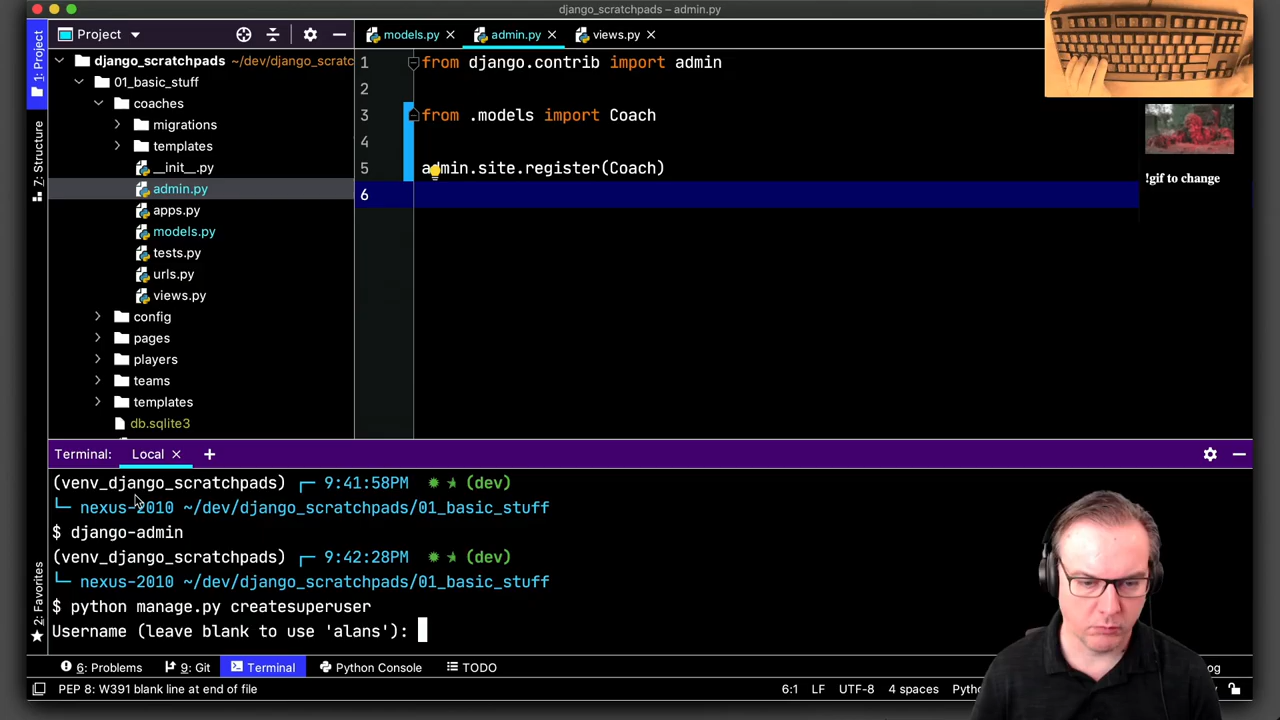 django_scratchpads – admin.py
Project
models.py
admin.py
views.py
1: Project
7: Structure
2: Favorites
django_scratchpads ~/dev/django_scratc
01_basic_stuff
coaches
migrations
templates
__init__.py
admin.py
apps.py
models.py
tests.py
urls.py
views.py
config
pages
players
teams
templates
db.sqlite3
1 from django.contrib import admin
2
3 from .models import Coach
4
5 admin.site.register(Coach)
6
!gif to change
Terminal: Local +
(venv_django_scratchpads) ┌─ 9:41:58PM ✹ ★ (dev)
└─ nexus-2010 ~/dev/django_scratchpads/01_basic_stuff
$ django-admin
(venv_django_scratchpads) ┌─ 9:42:28PM ✹ ★ (dev)
└─ nexus-2010 ~/dev/django_scratchpads/01_basic_stuff
$ python manage.py createsuperuser
Username (leave blank to use 'alans'):
6: Problems
9: Git
Terminal
Python Console
TODO
PEP 8: W391 blank line at end of file
6:1 LF UTF-8 4 spaces